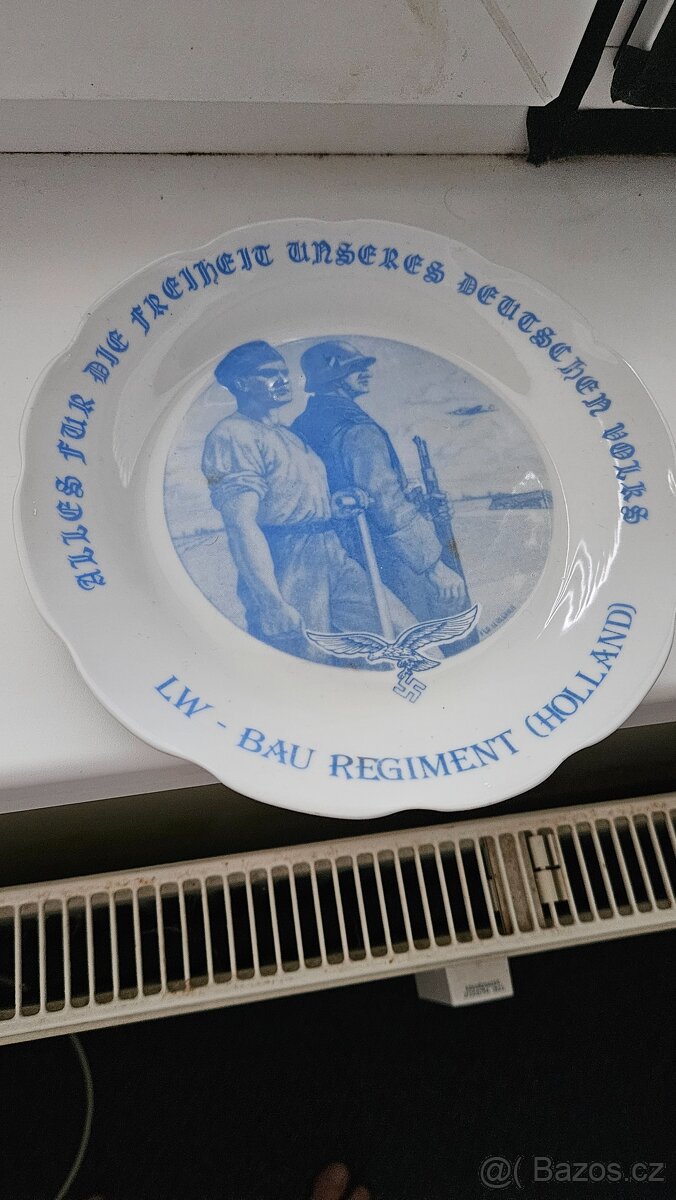 ALLES FUR DIE FREIHEIT UNSERES DEUTSCHEN VOLKS
LW - BAU REGIMENT (HOLLAND)
@( Bazos.cz